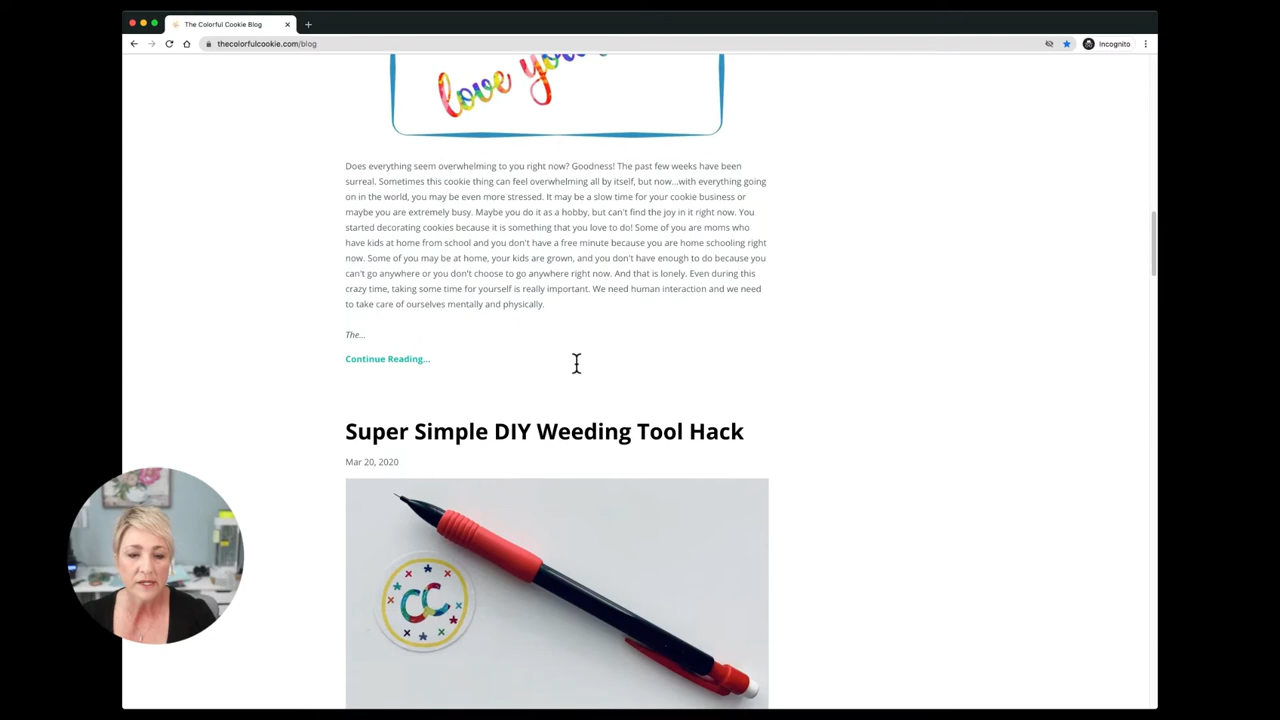 The Colorful Cookie Blog
thecolorfulcookie.com/blog
Incognito
love
Does everything seem overwhelming to you right now? Goodness! The past few weeks have been
surreal. Sometimes this cookie thing can feel overwhelming all by itself, but now...with everything going
on in the world, you may be even more stressed. It may be a slow time for your cookie business or
maybe you are extremely busy. Maybe you do it as a hobby, but can't find the joy in it right now. You
started decorating cookies because it is something that you love to do! Some of you are moms who
have kids at home from school and you don't have a free minute because you are home schooling right
now. Some of you may be at home, your kids are grown, and you don't have enough to do because you
can't go anywhere or you don't choose to go anywhere right now. And that is lonely. Even during this
crazy time, taking some time for yourself is really important. We need human interaction and we need
to take care of ourselves mentally and physically.
The...
Continue Reading...
Super Simple DIY Weeding Tool Hack
Mar 20, 2020
CC